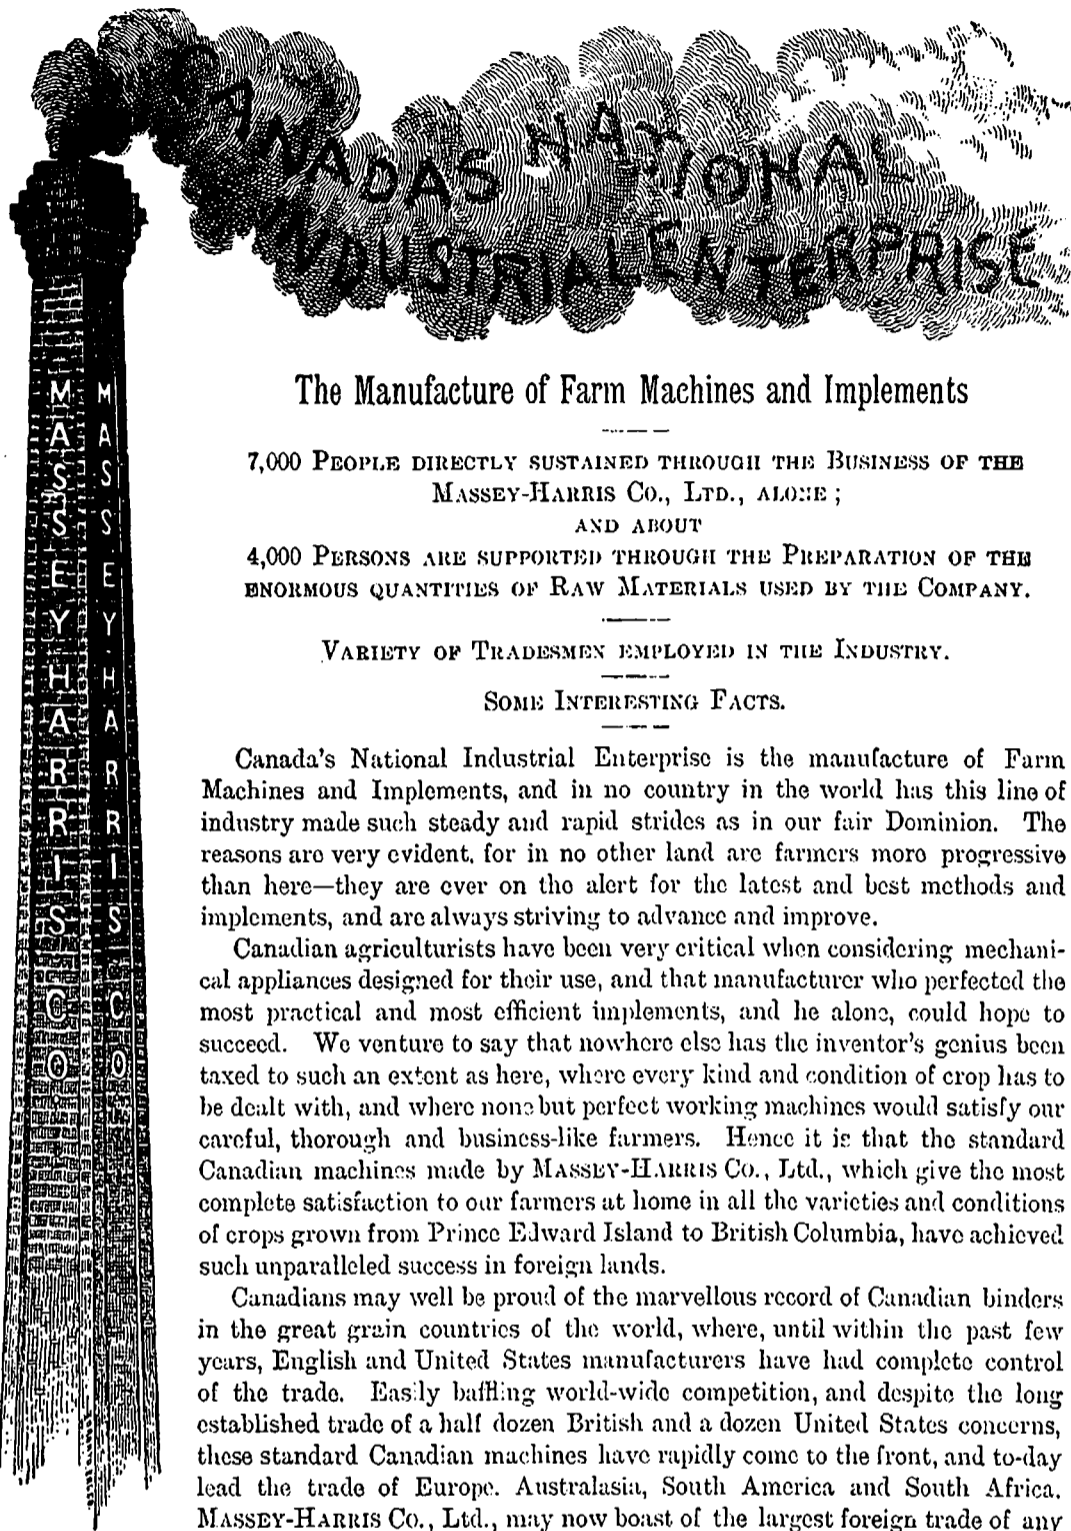 CANADAS NATIONAL
INDUSTRIAL ENTERPRISE
MASSEY HARRIS CO
MASSEY-HARRIS CO
The Manufacture of Farm Machines and Implements
7,000 PEOPLE DIRECTLY SUSTAINED THROUGH THE BUSINESS OF THE
MASSEY-HARRIS CO., LTD., ALONE;
AND ABOUT
4,000 PERSONS ARE SUPPORTED THROUGH THE PREPARATION OF THE
ENORMOUS QUANTITIES OF RAW MATERIALS USED BY THE COMPANY.
VARIETY OF TRADESMEN EMPLOYED IN THE INDUSTRY.
SOME INTERESTING FACTS.
Canada's National Industrial Enterprise is the manufacture of Farm
Machines and Implements, and in no country in the world has this line of
industry made such steady and rapid strides as in our fair Dominion. The
reasons are very evident, for in no other land are farmers more progressive
than here—they are ever on the alert for the latest and best methods and
implements, and are always striving to advance and improve.
Canadian agriculturists have been very critical when considering mechani-
cal appliances designed for their use, and that manufacturer who perfected the
most practical and most efficient implements, and he alone, could hope to
succeed. We venture to say that nowhere else has the inventor's genius been
taxed to such an extent as here, where every kind and condition of crop has to
be dealt with, and where none but perfect working machines would satisfy our
careful, thorough and business-like farmers. Hence it is that the standard
Canadian machines made by MASSEY-HARRIS CO., Ltd., which give the most
complete satisfaction to our farmers at home in all the varieties and conditions
of crops grown from Prince Edward Island to British Columbia, have achieved
such unparalleled success in foreign lands.
Canadians may well be proud of the marvellous record of Canadian binders
in the great grain countries of the world, where, until within the past few
years, English and United States manufacturers have had complete control
of the trade. Easily baffling world-wide competition, and despite the long
established trade of a half dozen British and a dozen United States concerns,
these standard Canadian machines have rapidly come to the front, and to-day
lead the trade of Europe, Australasia, South America and South Africa.
MASSEY-HARRIS CO., Ltd., may now boast of the largest foreign trade of any